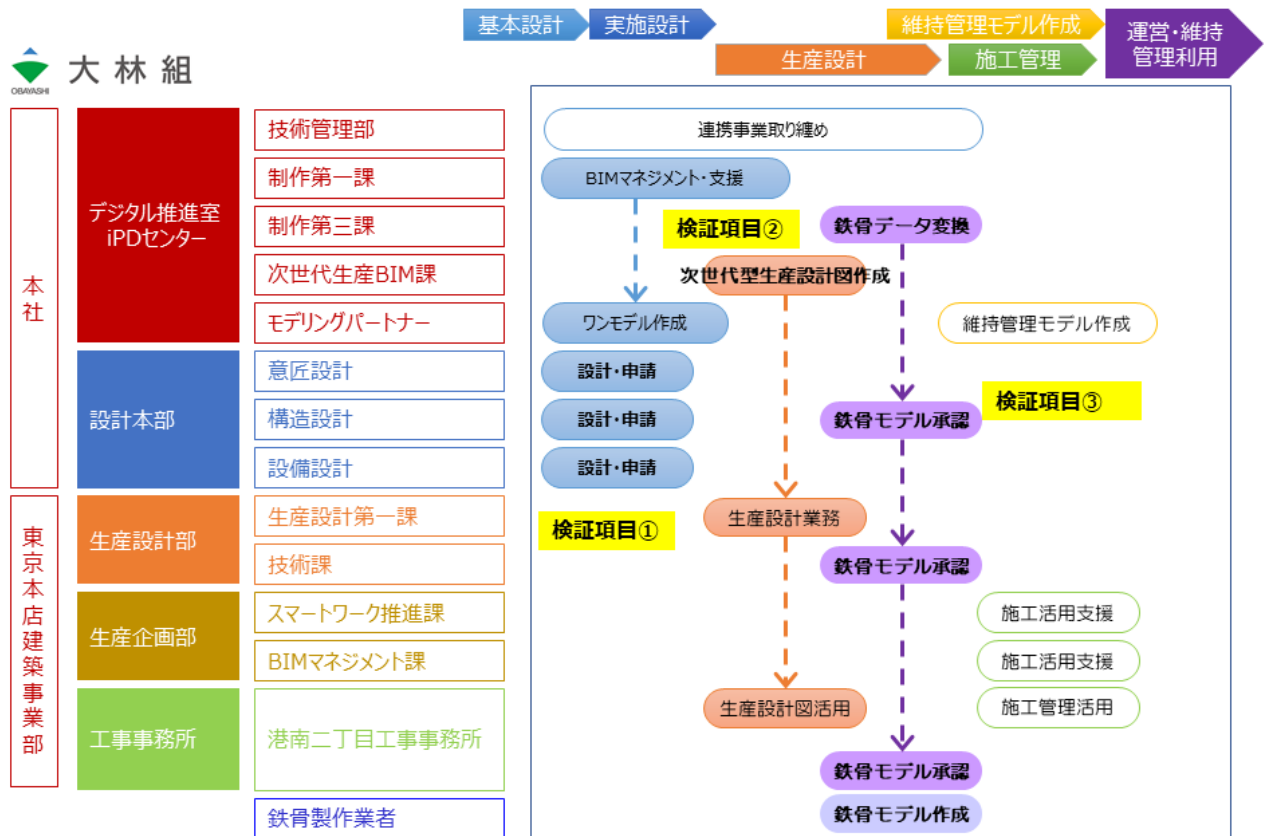 基本設計
実施設計
維持管理モデル作成
運営・維持
管理利用
生産設計
施工管理
大林組
OBAYASHI
本社
デジタル推進室
iPDセンター
技術管理部
連携事業取り纏め
制作第一課
BIMマネジメント・支援
制作第三課
検証項目②
鉄骨データ変換
次世代生産BIM課
次世代型生産設計図作成
モデリングパートナー
ワンモデル作成
維持管理モデル作成
設計本部
意匠設計
設計・申請
構造設計
設計・申請
鉄骨モデル承認
検証項目③
設備設計
設計・申請
東京本店建築事業部
生産設計部
生産設計第一課
検証項目①
生産設計業務
技術課
鉄骨モデル承認
生産企画部
スマートワーク推進課
施工活用支援
BIMマネジメント課
施工活用支援
工事事務所
港南二丁目工事事務所
生産設計図活用
施工管理活用
鉄骨モデル承認
鉄骨製作業者
鉄骨モデル作成